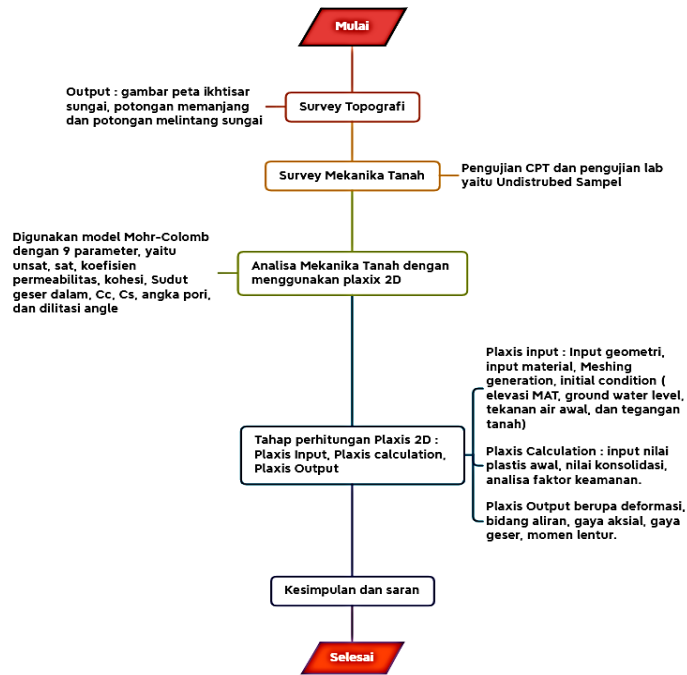 Mulai
Output : gambar peta ikhtisar
sungai, potongan memanjang
dan potongan melintang sungai
Survey Topografi
Survey Mekanika Tanah
Pengujian CPT dan pengujian lab
yaitu Undistrubed Sampel
Digunakan model Mohr-Colomb
dengan 9 parameter, yaitu
unsat, sat, koefisien
permeabilitas, kohesi, Sudut
geser dalam, Cc, Cs, angka pori,
dan dilitasi angle
Analisa Mekanika Tanah dengan
menggunakan plaxix 2D
Tahap perhitungan Plaxis 2D :
Plaxis Input, Plaxis calculation,
Plaxis Output
Plaxis input : Input geometri,
input material, Meshing
generation, initial condition (
elevasi MAT, ground water level,
tekanan air awal, dan tegangan
tanah)
Plaxis Calculation : input nilai
plastis awal, nilai konsolidasi,
analisa faktor keamanan.
Plaxis Output berupa deformasi,
bidang aliran, gaya aksial, gaya
geser, momen lentur.
Kesimpulan dan saran
Selesai